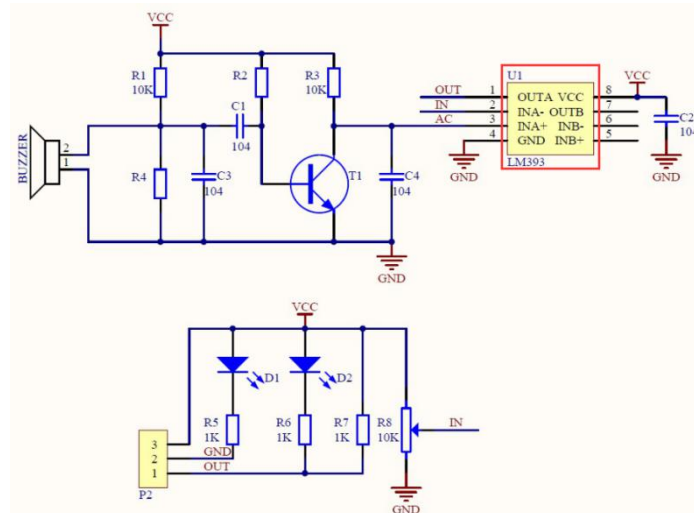 VCC
R1
10K
R2
R3
10K
C1
104
BUZZER
2
1
R4
C3
104
T1
C4
104
GND
U1
OUT
IN
AC
1
2
3
4
OUTA VCC
INA- OUTB
INA+ INB-
GND INB+
8
7
6
5
LM393
GND
VCC
C2
104
GND
VCC
D1
D2
R5
1K
R6
1K
R7
1K
R8
10K
IN
3
2
1
GND
OUT
P2
GND